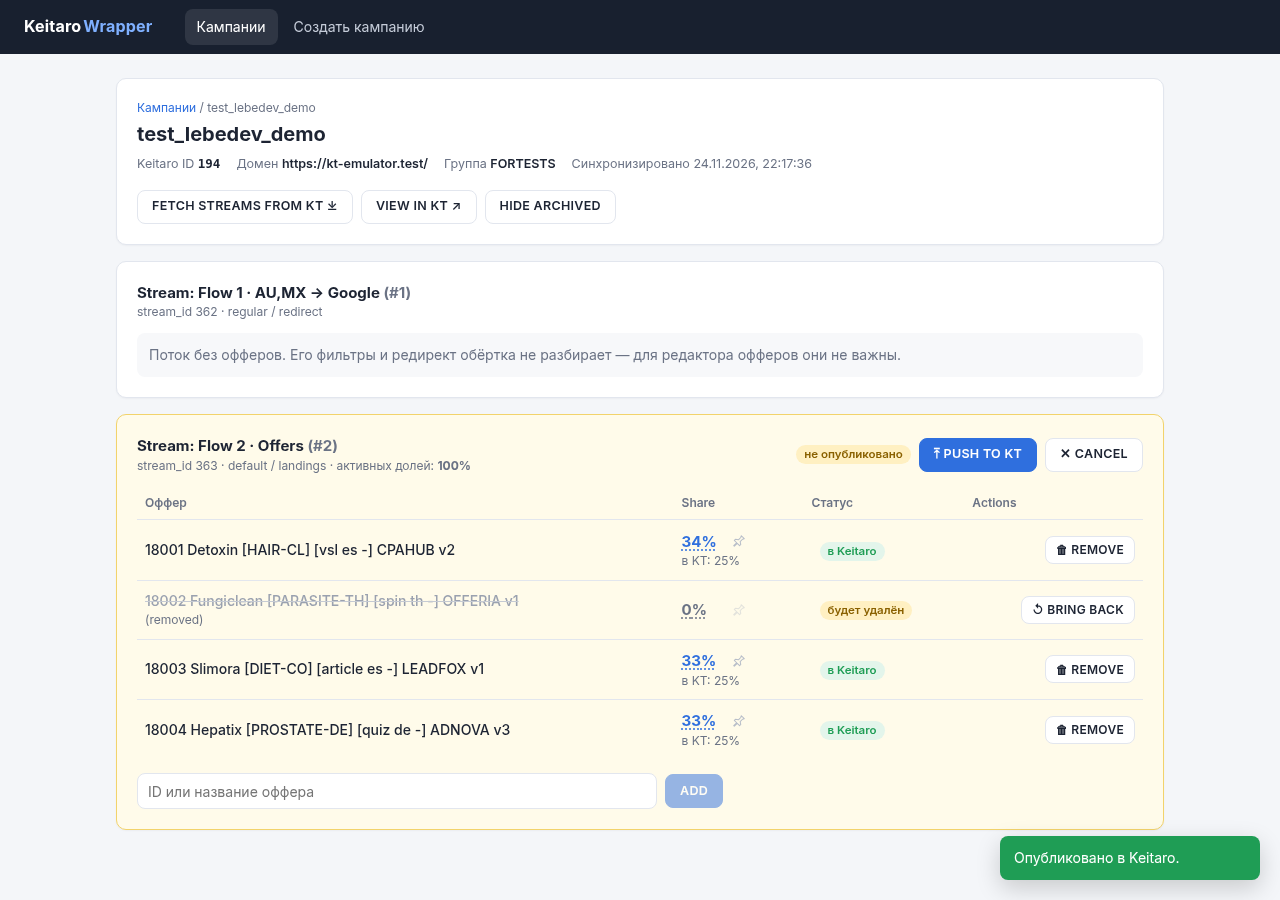 KeitaroWrapper Кампании Создать кампанию
Кампании / test_lebedev_demo
test_lebedev_demo
Keitaro ID 194 Домен https://kt-emulator.test/ Группа FORTESTS Синхронизировано 24.11.2026, 22:17:36
FETCH STREAMS FROM KT ⤓ VIEW IN KT ↗ HIDE ARCHIVED
Stream: Flow 1 · AU,MX → Google (#1)
stream_id 362 · regular / redirect
Поток без офферов. Его фильтры и редирект обёртка не разбирает — для редактора офферов они не важны.
Stream: Flow 2 · Offers (#2)
stream_id 363 · default / landings · активных долей: 100%
не опубликовано ⤒ PUSH TO KT ✕ CANCEL
Оффер Share Статус Actions
18001 Detoxin [HAIR-CL] [vsl es -] CPAHUB v2 34% в Keitaro REMOVE
в KT: 25%
18002 Fungiclean [PARASITE-TH] [spin th -] OFFERIA v1 0% будет удалён ↺ BRING BACK
(removed)
18003 Slimora [DIET-CO] [article es -] LEADFOX v1 33% в Keitaro REMOVE
в KT: 25%
18004 Hepatix [PROSTATE-DE] [quiz de -] ADNOVA v3 33% в Keitaro REMOVE
в KT: 25%
ID или название оффера ADD
Опубликовано в Keitaro.